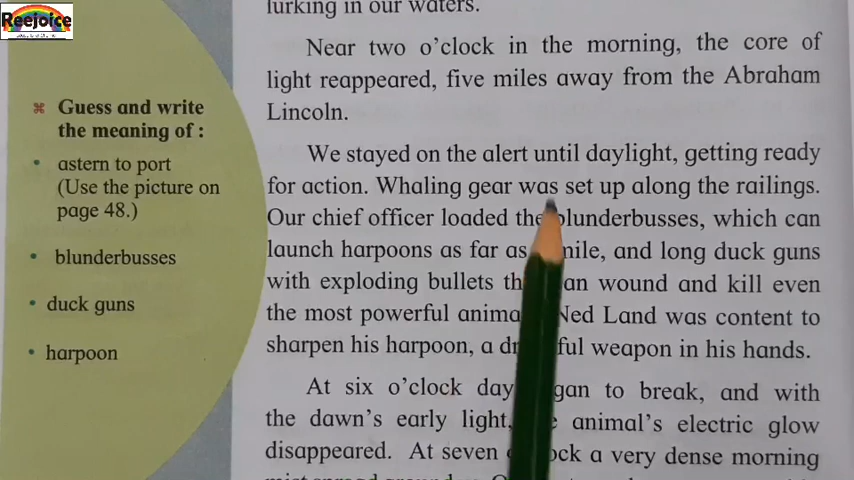 Reejoice
lurking in our waters.
Near two o'clock in the morning, the core of
light reappeared, five miles away from the Abraham
Lincoln.
We stayed on the alert until daylight, getting ready
for action. Whaling gear was set up along the railings.
Our chief officer loaded the blunderbusses, which can
launch harpoons as far as mile, and long duck guns
with exploding bullets wound and kill even
the most powerful Ned Land was content to
sharpen his harpoon, a weapon in his hands.
At six o'clock day to break, and with
the dawn's early light, animal's electric glow
disappeared. At seven a very dense morning
Guess and write
the meaning of :
• astern to port
(Use the picture on
page 48.)
• blunderbusses
• duck guns
• harpoon